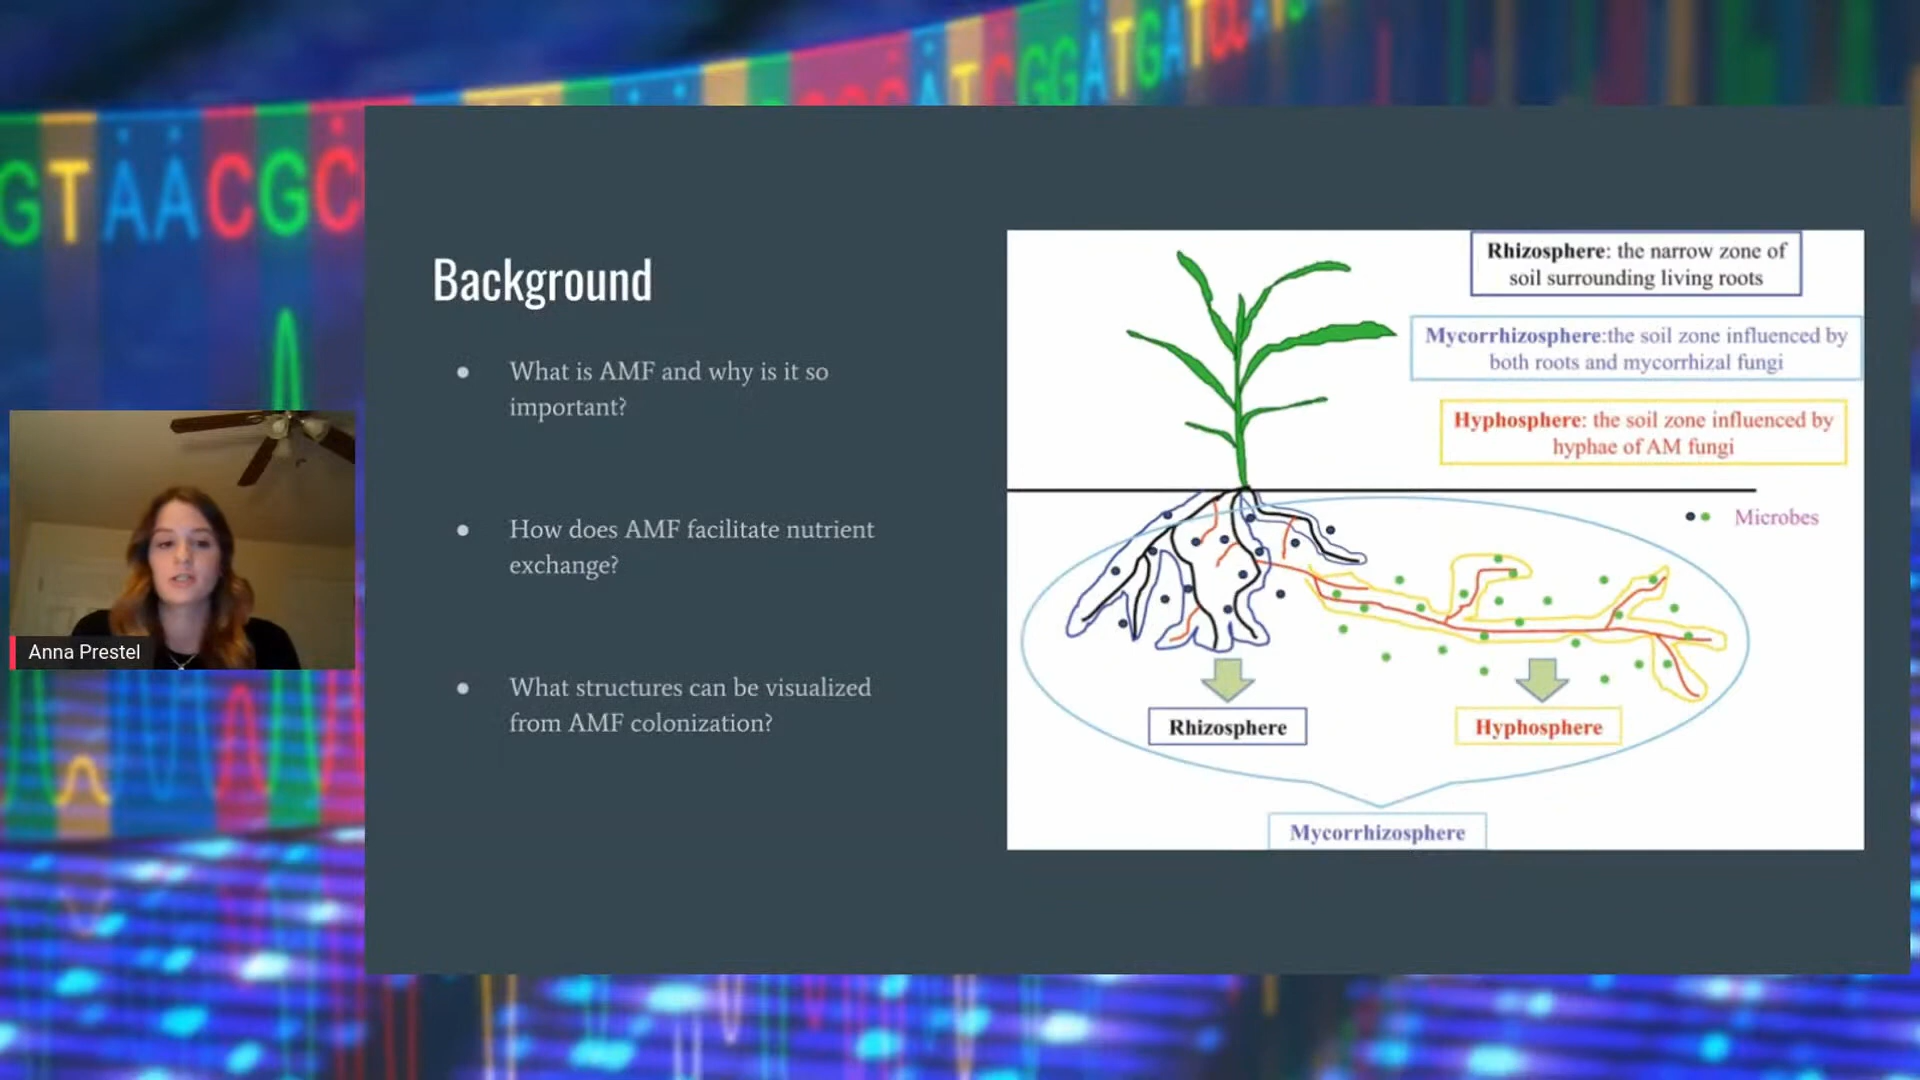 GTAACGC
GGATGAT
Background
What is AMF and why is it so
important?
How does AMF facilitate nutrient
exchange?
What structures can be visualized
from AMF colonization?
Rhizosphere: the narrow zone of
soil surrounding living roots
Mycorrhizosphere:the soil zone influenced by
both roots and mycorrhizal fungi
Hyphosphere: the soil zone influenced by
hyphae of AM fungi
Microbes
Rhizosphere
Hyphosphere
Mycorrhizosphere
Anna Prestel